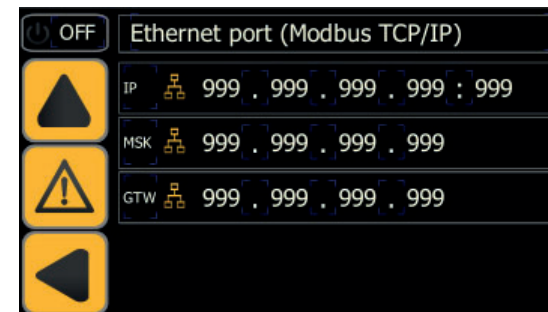 OFF
Ethernet port (Modbus TCP/IP)
IP 999 . 999 . 999 . 999 : 999
MSK 999 . 999 . 999 . 999
GTW 999 . 999 . 999 . 999